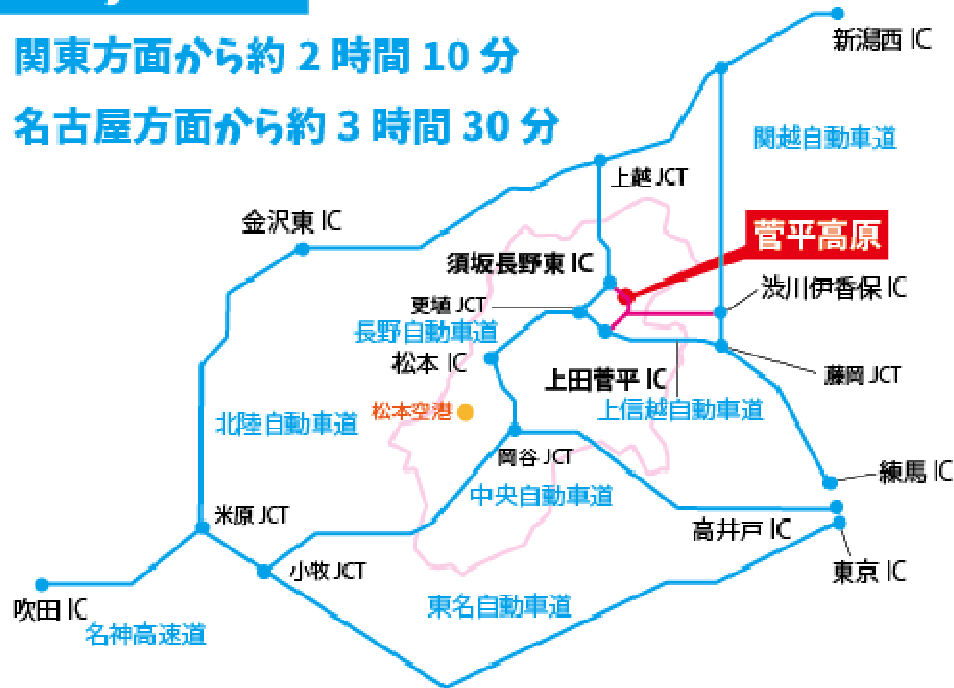 関東方面から約2時間10分
名古屋方面から約3時間30分
新潟西 IC
関越自動車道
上越 JCT
金沢東 IC
菅平高原
須坂長野東 IC
渋川伊香保 IC
更埴 JCT
長野自動車道
松本 IC
上田菅平 IC
藤岡 JCT
松本空港
上信越自動車道
北陸自動車道
岡谷 JCT
練馬 IC
中央自動車道
米原 JCT
高井戸 IC
小牧 JCT
東京 IC
吹田 IC
東名自動車道
名神高速道